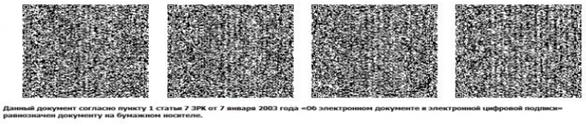 Данный документ согласно пункту 1 статьи 7 ЗРК от 7 января 2003 года «Об электронном документе и электронной цифровой подписи»
равнозначен документу на бумажном носителе.